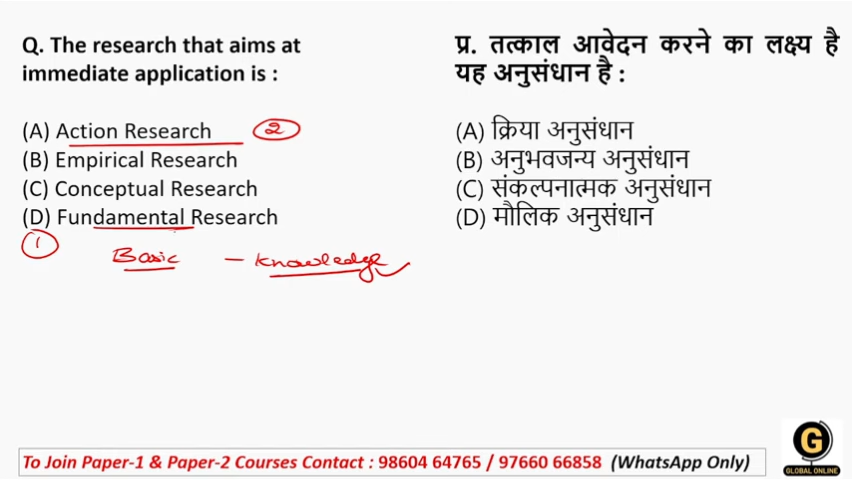 Q. The research that aims at
immediate application is :
(A) Action Research 2
(B) Empirical Research
(C) Conceptual Research
(D) Fundamental Research
1
Basic - Knowledge
प्र. तत्काल आवेदन करने का लक्ष्य है
यह अनुसंधान है :
(A) क्रिया अनुसंधान
(B) अनुभवजन्य अनुसंधान
(C) संकल्पनात्मक अनुसंधान
(D) मौलिक अनुसंधान
To Join Paper-1 & Paper-2 Courses Contact : 98604 64765 / 97660 66858 (WhatsApp Only)
G
GLOBAL ONLINE